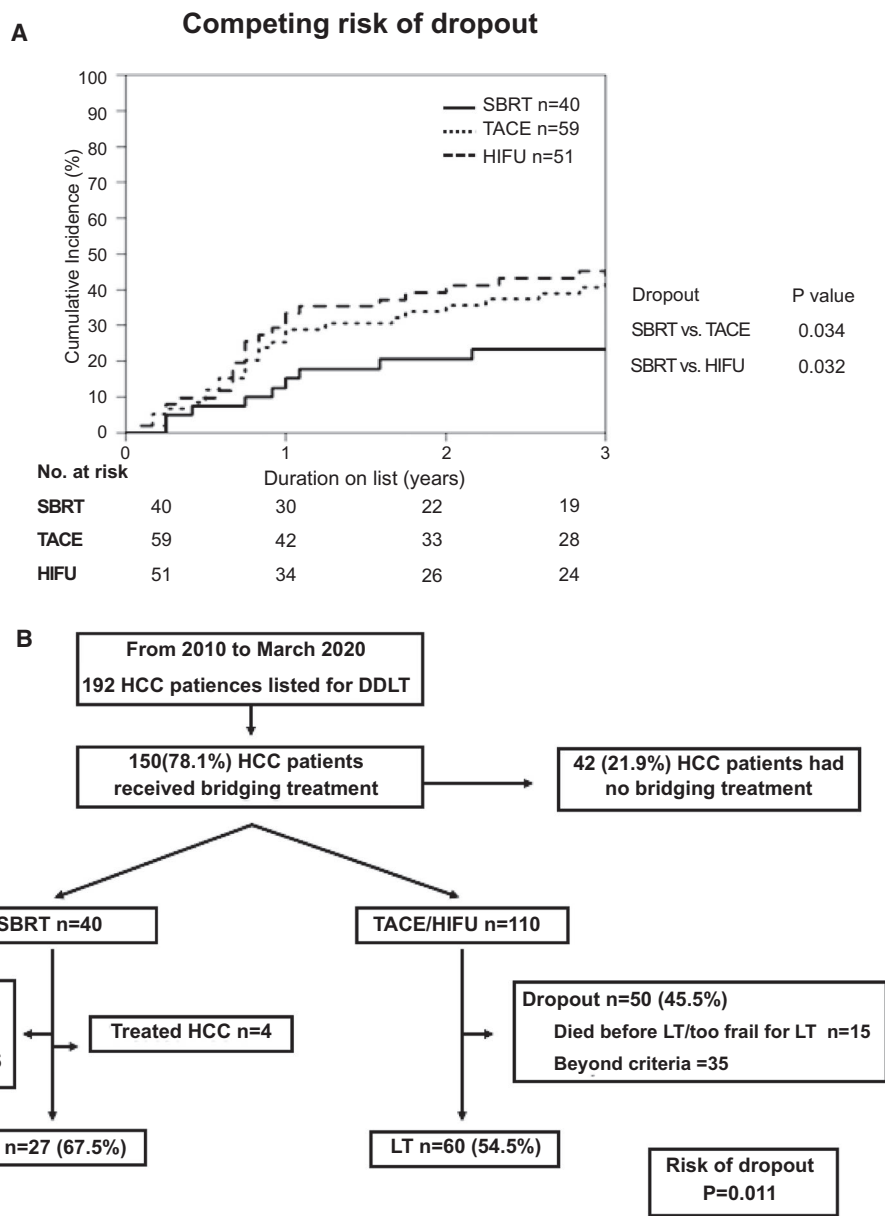 A
Competing risk of dropout
Cumulative Incidence (%)
100
90
80
70
60
50
40
30
20
10
0
SBRT n=40
TACE n=59
HIFU n=51
0 1 2 3
Duration on list (years)
Dropout P value
SBRT vs. TACE 0.034
SBRT vs. HIFU 0.032
No. at risk
SBRT 40 30 22 19
TACE 59 42 33 28
HIFU 51 34 26 24
B
From 2010 to March 2020
192 HCC patiences listed for DDLT
150(78.1%) HCC patients
received bridging treatment
42 (21.9%) HCC patients had
no bridging treatment
SBRT n=40
TACE/HIFU n=110
Treated HCC n=4
Dropout n=50 (45.5%)
Died before LT/too frail for LT n=15
Beyond criteria =35
n=27 (67.5%)
LT n=60 (54.5%)
Risk of dropout
P=0.011